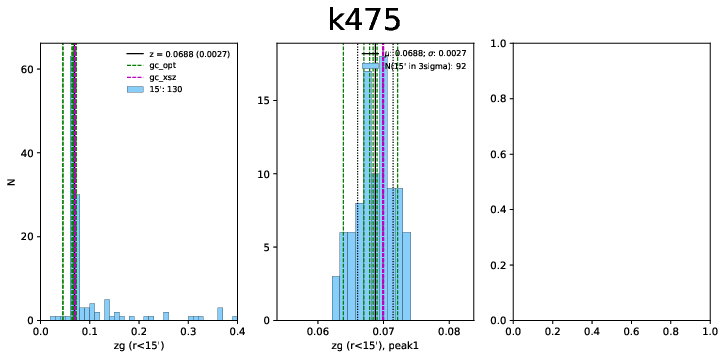 k475
z = 0.0688 (0.0027)
gc_opt
gc_xsz
15': 130
N
0
20
40
60
0.0 0.1 0.2 0.3 0.4
zg (r<15')
μ: 0.0688; σ: 0.0027
N(15' in 3sigma): 92
0
5
10
15
0.06 0.07 0.08
zg (r<15'), peak1
1.0
0.8
0.6
0.4
0.2
0.0
0.0 0.2 0.4 0.6 0.8 1.0